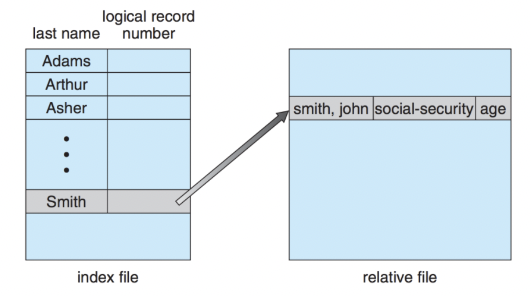 logical record
last name number
Adams
Arthur
Asher
Smith
smith, john social-security age
index file
relative file